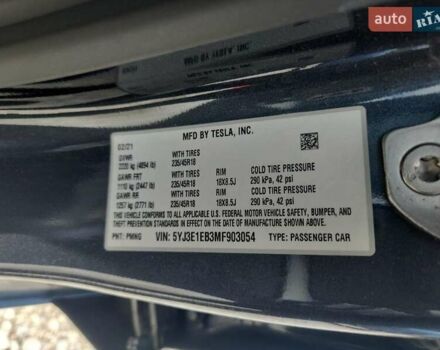 auto RIA
MFD BY TESLA, INC.
02/21
GVWR WITH TIRES
2220 kg (4894 lb) 235/45R18
GAWR FRT WITH TIRES RIM COLD TIRE PRESSURE
1110 kg (2447 lb) 235/45R18 18X8.5J 290 kPa, 42 psi
GAWR RR WITH TIRES RIM COLD TIRE PRESSURE
1257 kg (2771 lb) 235/45R18 18X8.5J 290 kPa, 42 psi
THIS VEHICLE CONFORMS TO ALL APPLICABLE
U.S. FEDERAL MOTOR VEHICLE SAFETY, BUMPER, AND
THEFT PREVENTION STANDARDS IN EFFECT ON THE
DATE OF MANUFACTURE SHOWN ABOVE.
PNT: PMNG VIN: 5YJ3E1EB3MF903054 TYPE: PASSENGER CAR